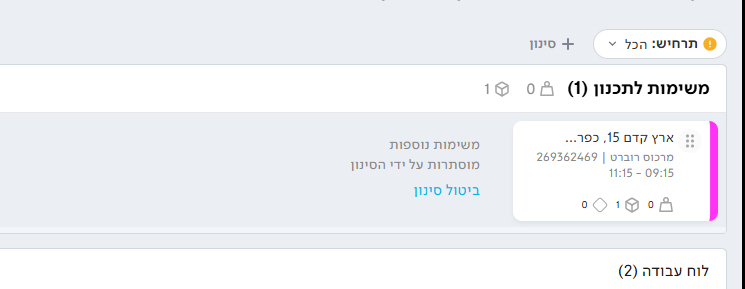 תרחיש: הכל
סינון
משימות לתכנון (1) 0 1
ארץ קדם 15, כפר...
מרכוס רוברט | 269362469
09:15 - 11:15
0 1 0
משימות נוספות
מוסתרות על ידי הסינון
ביטול סינון
לוח עבודה (2)